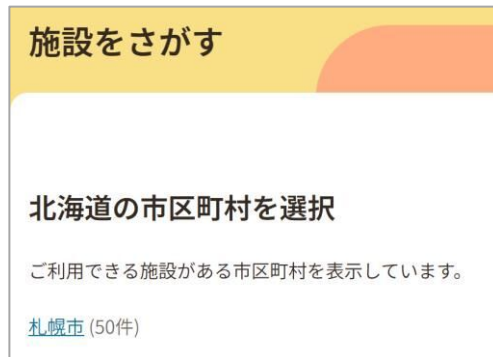 施設をさがす
北海道の市区町村を選択
ご利用できる施設がある市区町村を表示しています。
札幌市 (50件)